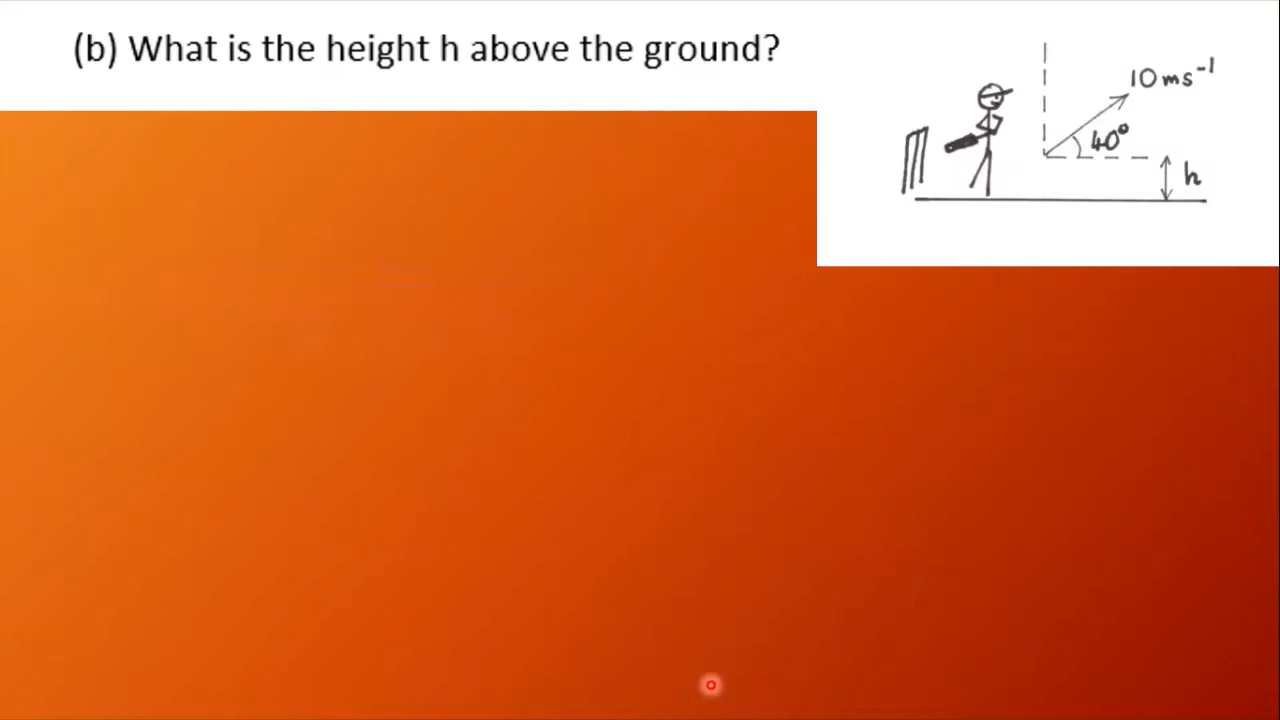 (b) What is the height h above the ground?
10 ms⁻¹
40°
h